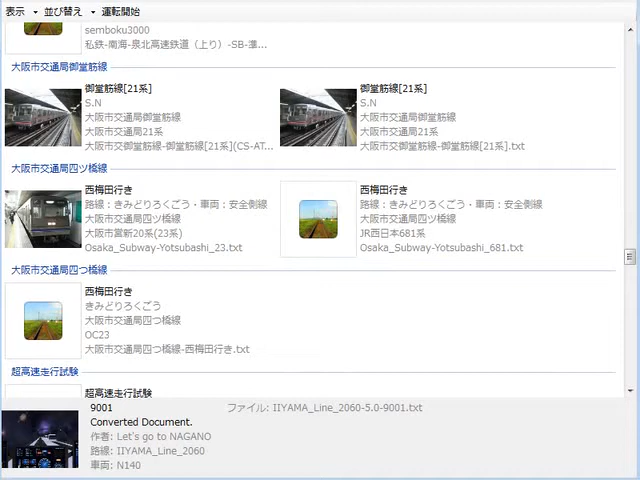 表示 並び替え 運転開始
semboku3000
私鉄-南海-泉北高速鉄道（上り）-SB-準...
大阪市交通局御堂筋線
御堂筋線[21系]
S.N
大阪市交通局御堂筋線
大阪市交通局21系
大阪市交御堂筋線-御堂筋線[21系](CS-AT...
御堂筋線[21系]
S.N
大阪市交通局御堂筋線
大阪市交通局21系
大阪市交御堂筋線-御堂筋線[21系].txt
大阪市交通局四ツ橋線
西梅田行き
路線：きみどりろくごう・車両：安全側線
大阪市交通局四ツ橋線
大阪市営新20系(23系)
Osaka_Subway-Yotsubashi_23.txt
西梅田行き
路線：きみどりろくごう・車両：安全側線
大阪市交通局四ツ橋線
JR西日本681系
Osaka_Subway-Yotsubashi_681.txt
大阪市交通局四つ橋線
西梅田行き
きみどりろくごう
大阪市交通局四つ橋線
OC23
大阪市交通局四つ橋線-西梅田行き.txt
超高速走行試験
超高速走行試験
9001
ファイル: IIYAMA_Line_2060-5.0-9001.txt
Converted Document.
作者: Let's go to NAGANO
路線: IIYAMA_Line_2060
車両: N140